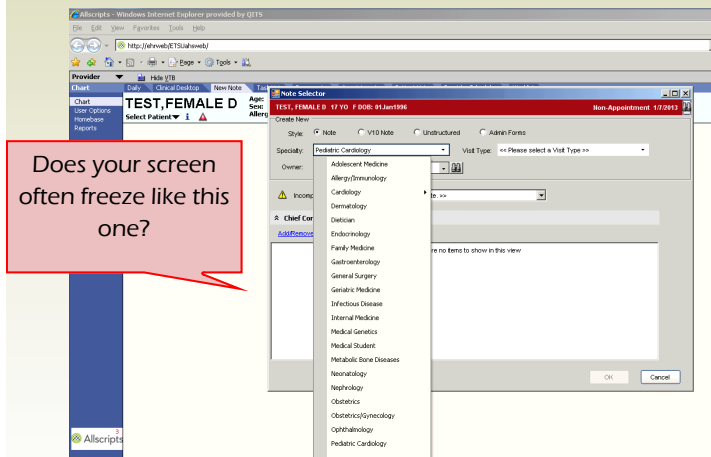 Allscripts - Windows Internet Explorer provided by QITS
File Edit View Favorites Tools Help
http://ehrweb/ETSUahsweb/
Page Tools
Provider Hide VTB
Chart Daily Clinical Desktop New Note
Chart
User Options
Homebase
Reports
TEST,FEMALE D
Age:
Sex:
Select Patient
Note Selector
TEST, FEMALE D 17 YO F DOB: 01Jan1996 Non-Appointment 1/7/2013
Create New
Style: Note V10 Note Unstructured Admin Forms
Specialty: Pediatric Cardiology Visit Type: << Please select a Visit Type >>
Owner:
Adolescent Medicine
Allergy/Immunology
Cardiology
Dermatology
Dietician
Endocrinology
Family Medicine
Gastroenterology
General Surgery
Geriatric Medicine
Infectious Disease
Internal Medicine
Medical Genetics
Medical Student
Metabolic Bone Diseases
Neonatology
Nephrology
Obstetrics
Obstetrics/Gynecology
Ophthalmology
Pediatric Cardiology
Add/Remove
re no items to show in this view
OK Cancel
Does your screen
often freeze like this
one?
3
Allscripts